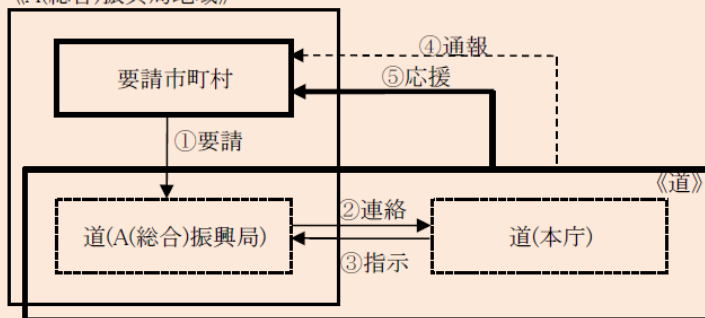 ④通報
⑤応援
要請市町村
①要請
《道》
道(A(総合)振興局)
②連絡
③指示
道(本庁)